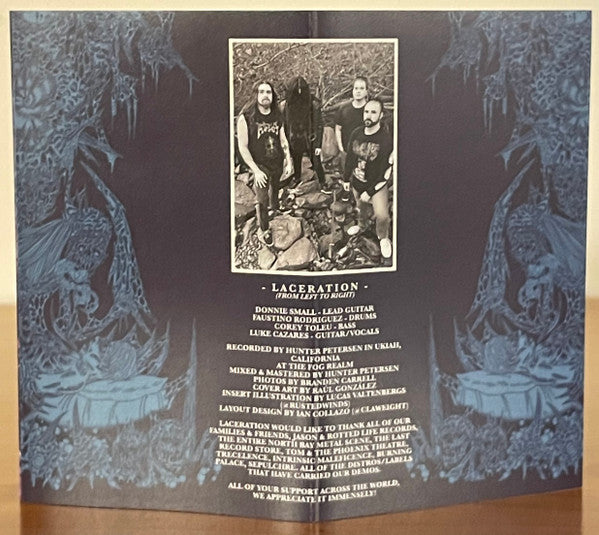 - LACERATION -
(FROM LEFT TO RIGHT)
DONNIE SMALL - LEAD GUITAR
FAUSTINO RODRIGUEZ - DRUMS
COREY TOLEU - BASS
LUKE CAZARES - GUITAR/VOCALS
RECORDED BY HUNTER PETERSEN IN UKIAH,
CALIFORNIA
AT THE FOG REALM
MIXED & MASTERED BY HUNTER PETERSEN
PHOTOS BY BRANDEN CARRELL
COVER ART BY RAÚL GONZÁLEZ
INSERT ILLUSTRATION BY LUCAS VALTENBERGS
(@RUSTEDWINDS)
LAYOUT DESIGN BY IAN COLLAZO (@CLAWEIGHT)
LACERATION WOULD LIKE TO THANK ALL OF OUR
FAMILIES & FRIENDS, JASON & ROTTED LIFE RECORDS,
THE ENTIRE NORTH BAY METAL SCENE, THE LAST
RECORD STORE, TOM & THE PHOENIX THEATRE,
TRECELENCE, INTRINSIC MALEFICENCE, BURNING
PALACE, SEPULCHRE. ALL OF THE DISTROS/LABELS
THAT HAVE CARRIED OUR DEMOS.
ALL OF YOUR SUPPORT ACROSS THE WORLD,
WE APPRECIATE IT IMMENSELY!